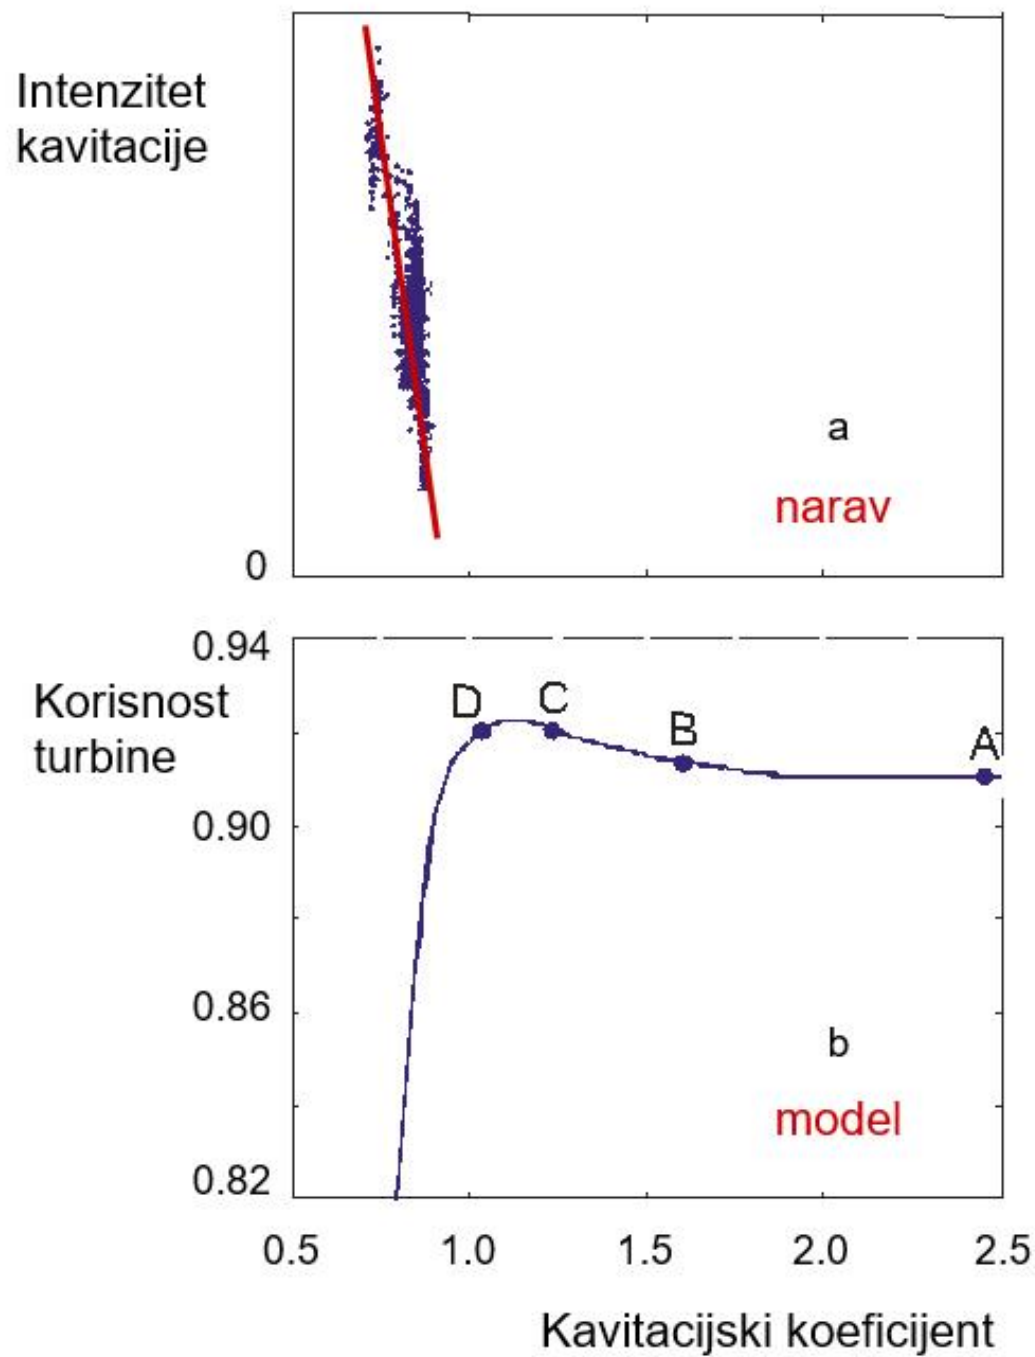 Intenzitet
kavitacije
a
narav
0
0.94
Korisnost
turbine
D
C
B
A
0.90
0.86
b
model
0.82
0.5
1.0
1.5
2.0
2.5
Kavitacijski koeficijent